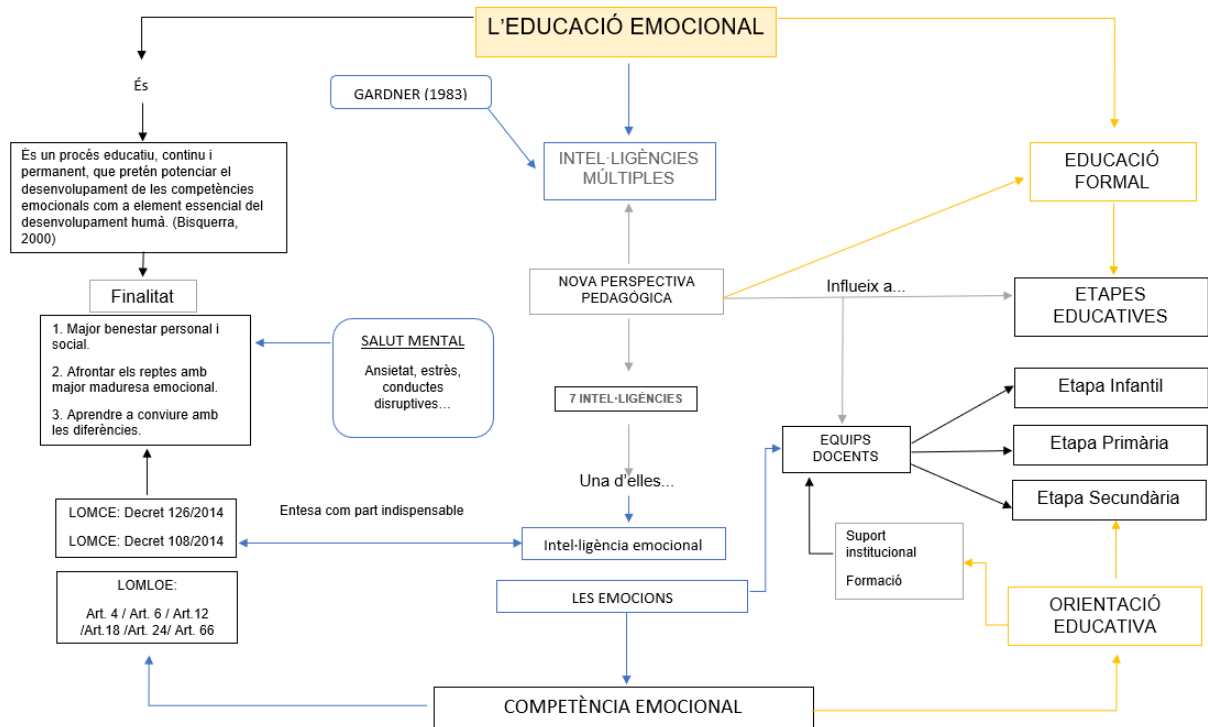 L'EDUCACIÓ EMOCIONAL
És
GARDNER (1983)
És un procés educatiu, continu i
permanent, que pretén potenciar el
desenvolupament de les competències
emocionals com a element essencial del
desenvolupament humà. (Bisquerra,
2000)
INTEL·LIGÈNCIES
MÚLTIPLES
EDUCACIÓ
FORMAL
Finalitat
NOVA PERSPECTIVA
PEDAGÒGICA
Influeix a...
ETAPES
EDUCATIVES
1. Major benestar personal i
social.
2. Afrontar els reptes amb
major maduresa emocional.
3. Aprendre a conviure amb
les diferències.
SALUT MENTAL
Ansietat, estrès,
conductes
disruptives…
7 INTEL·LIGÈNCIES
EQUIPS
DOCENTS
Etapa Infantil
Etapa Primària
Etapa Secundària
Una d'elles...
LOMCE: Decret 126/2014
LOMCE: Decret 108/2014
Entesa com part indispensable
Intel·ligència emocional
Suport
institucional
Formació
LOMLOE:
Art. 4 / Art. 6 / Art.12
/Art.18 /Art. 24/ Art. 66
LES EMOCIONS
ORIENTACIÓ
EDUCATIVA
COMPETÈNCIA EMOCIONAL